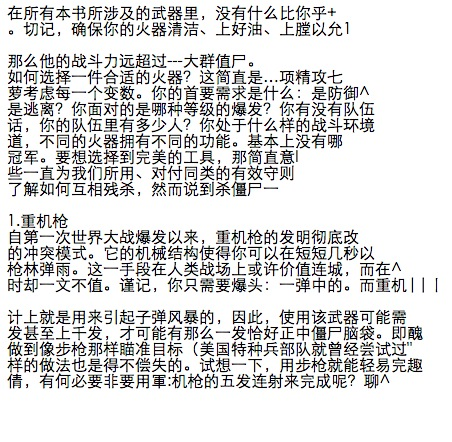 在所有本书所涉及的武器里，没有什么比你乎+
。切记，确保你的火器清洁、上好油、上膛以允1
那么他的战斗力远超过---大群值尸。
如何选择一件合适的火器？这简直是…项精攻七
萝考虑每一个变数。你的首要需求是什么：是防御^
是逃离？你面对的是哪种等级的爆发？你有没有队伍
话，你的队伍里有多少人？你处于什么样的战斗环境
道，不同的火器拥有不同的功能。基本上没有哪
冠军。要想选择到完美的工具，那简直意l
些一直为我们所用、对付同类的有效守则
了解如何互相残杀，然而说到杀僵尸一
1.重机枪
自第一次世界大战爆发以来，重机枪的发明彻底改
的冲突模式。它的机械结构使得你可以在短短几秒以
枪林弹雨。这一手段在人类战场上或许价值连城，而在^
时却一文不值。谨记，你只需要爆头：一弹中的。而重机| | |
计上就是用来引起子弹风暴的，因此，使用该武器可能需
发甚至上千发，才可能有那么一发恰好正中僵尸脑袋。即醜
做到像步枪那样瞄准目标（美国特种兵部队就曾经尝试过"
样的做法也是得不偿失的。试想一下，用步枪就能轻易完趣
倩，有何必要非要用軍:机枪的五发连射来完成呢？聊^